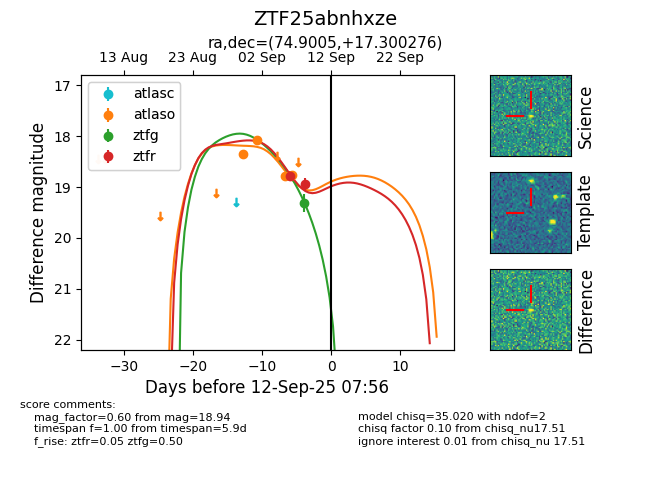 ZTF25abnhxze
ra,dec=(74.9005,+17.300276)
13 Aug 23 Aug 02 Sep 12 Sep 22 Sep
17
18
19
20
21
22
Difference magnitude
atlasc
atlaso
ztfg
ztfr
−30 −20 −10 0 10
Days before 12-Sep-25 07:56
Science
Template
Difference
score comments:
mag_factor=0.60 from mag=18.94
timespan f=1.00 from timespan=5.9d
f_rise: ztfr=0.05 ztfg=0.50
model chisq=35.020 with ndof=2
chisq factor 0.10 from chisq_nu17.51
ignore interest 0.01 from chisq_nu 17.51